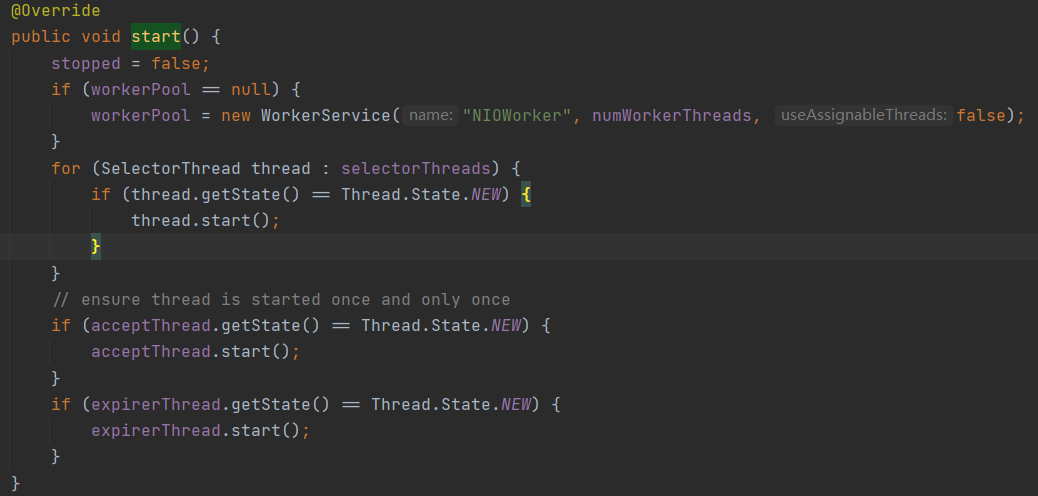 @Override
public void start() {
    stopped = false;
    if (workerPool == null) {
        workerPool = new WorkerService( name: "NIOWorker", numWorkerThreads, useAssignableThreads: false);
    }
    for (SelectorThread thread : selectorThreads) {
        if (thread.getState() == Thread.State.NEW) {
            thread.start();
        }
    }
    // ensure thread is started once and only once
    if (acceptThread.getState() == Thread.State.NEW) {
        acceptThread.start();
    }
    if (expirerThread.getState() == Thread.State.NEW) {
        expirerThread.start();
    }
}